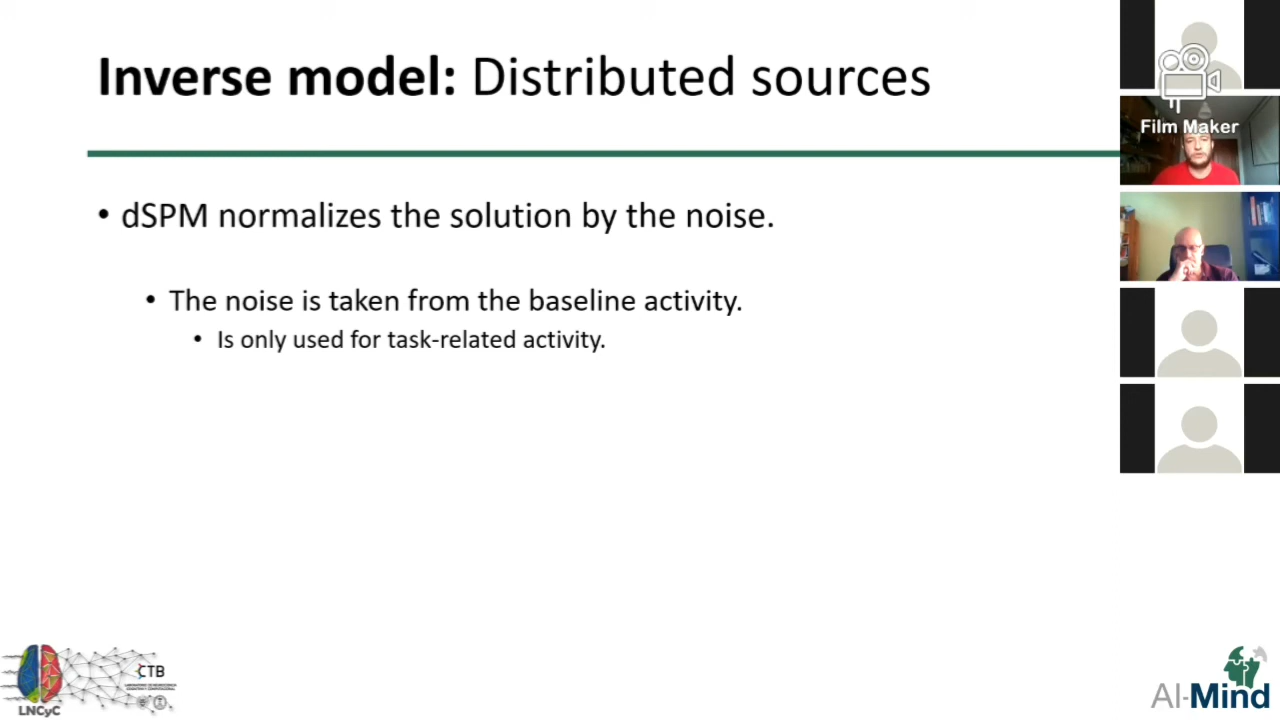 Inverse model: Distributed sources
Film Maker
• dSPM normalizes the solution by the noise.
• The noise is taken from the baseline activity.
• Is only used for task-related activity.
CTB
LNCyC
AI-Mind